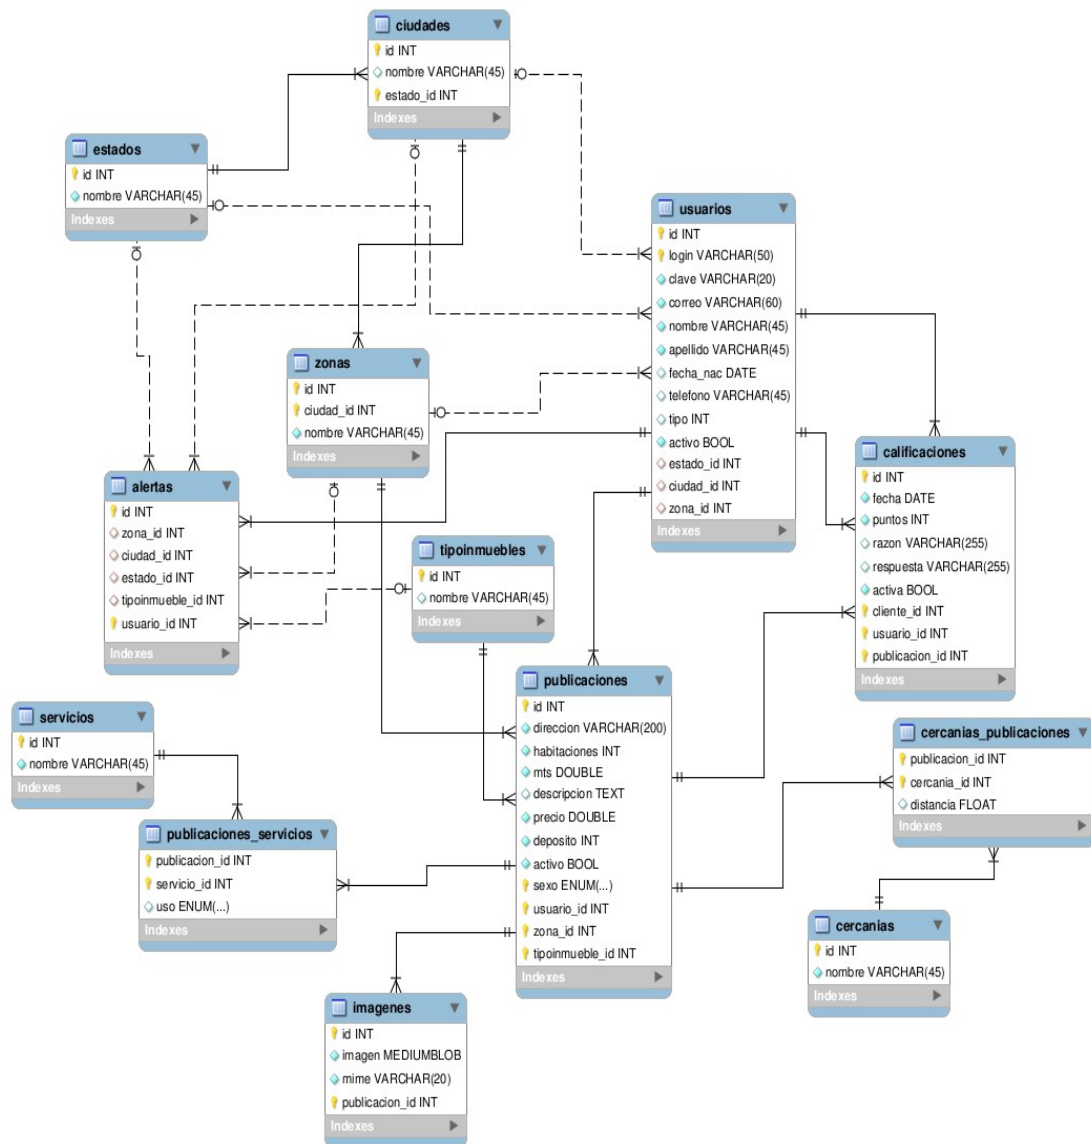 ciudades
id INT
nombre VARCHAR(45)
estado_id INT
Indexes
estados
id INT
nombre VARCHAR(45)
Indexes
usuarios
id INT
login VARCHAR(50)
clave VARCHAR(20)
correo VARCHAR(60)
nombre VARCHAR(45)
apellido VARCHAR(45)
fecha_nac DATE
telefono VARCHAR(45)
tipo INT
activo BOOL
estado_id INT
ciudad_id INT
zona_id INT
Indexes
zonas
id INT
ciudad_id INT
nombre VARCHAR(45)
Indexes
calificaciones
id INT
fecha DATE
puntos INT
razon VARCHAR(255)
respuesta VARCHAR(255)
activa BOOL
cliente_id INT
usuario_id INT
publicacion_id INT
Indexes
alertas
id INT
zona_id INT
ciudad_id INT
estado_id INT
tipoinmueble_id INT
usuario_id INT
Indexes
tipoinmuebles
id INT
nombre VARCHAR(45)
Indexes
publicaciones
id INT
direccion VARCHAR(200)
habitaciones INT
mts DOUBLE
descripcion TEXT
precio DOUBLE
deposito INT
activo BOOL
sexo ENUM(...)
usuario_id INT
zona_id INT
tipoinmueble_id INT
Indexes
servicios
id INT
nombre VARCHAR(45)
Indexes
cercanias_publicaciones
publicacion_id INT
cercania_id INT
distancia FLOAT
Indexes
publicaciones_servicios
publicacion_id INT
servicio_id INT
uso ENUM(...)
Indexes
cercanias
id INT
nombre VARCHAR(45)
Indexes
imagenes
id INT
imagen MEDIUMBLOB
mime VARCHAR(20)
publicacion_id INT
Indexes